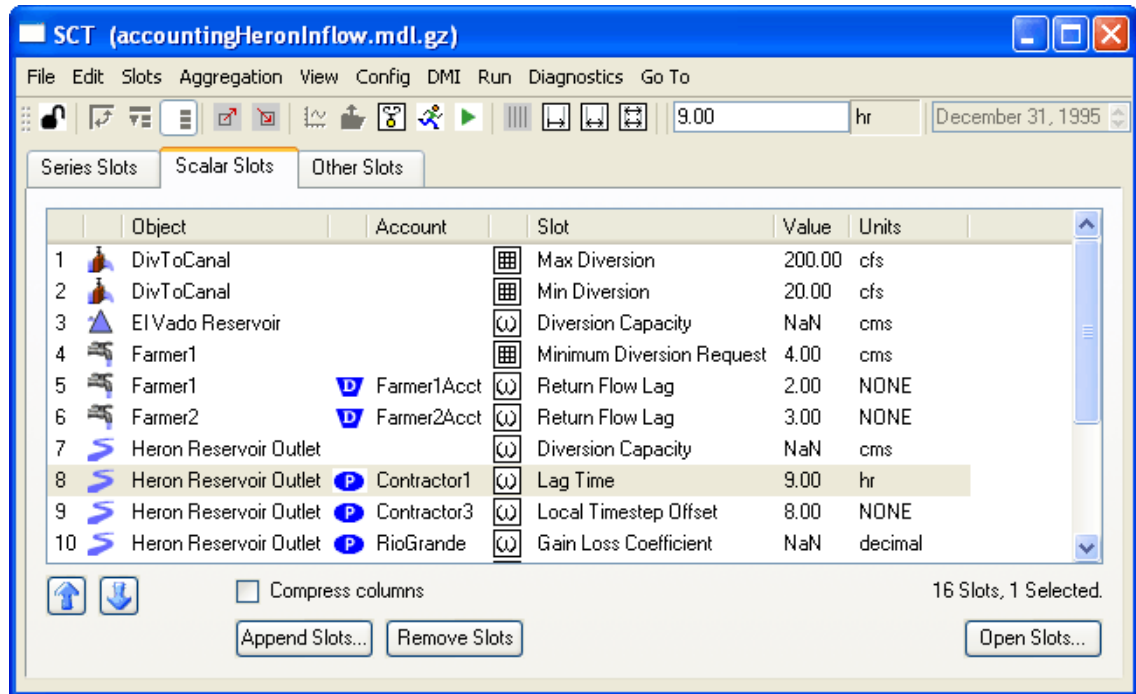 SCT (accountingHeronInflow.mdl.gz)
File Edit Slots Aggregation View Config DMI Run Diagnostics Go To
9.00 hr December 31, 1995
Series Slots Scalar Slots Other Slots
Object Account Slot Value Units
1 DivToCanal Max Diversion 200.00 cfs
2 DivToCanal Min Diversion 20.00 cfs
3 El Vado Reservoir Diversion Capacity NaN cms
4 Farmer1 Minimum Diversion Request 4.00 cms
5 Farmer1 D Farmer1Acct Return Flow Lag 2.00 NONE
6 Farmer2 D Farmer2Acct Return Flow Lag 3.00 NONE
7 Heron Reservoir Outlet Diversion Capacity NaN cms
8 Heron Reservoir Outlet P Contractor1 Lag Time 9.00 hr
9 Heron Reservoir Outlet P Contractor3 Local Timestep Offset 8.00 NONE
10 Heron Reservoir Outlet P RioGrande Gain Loss Coefficient NaN decimal
Compress columns 16 Slots, 1 Selected.
Append Slots... Remove Slots Open Slots...